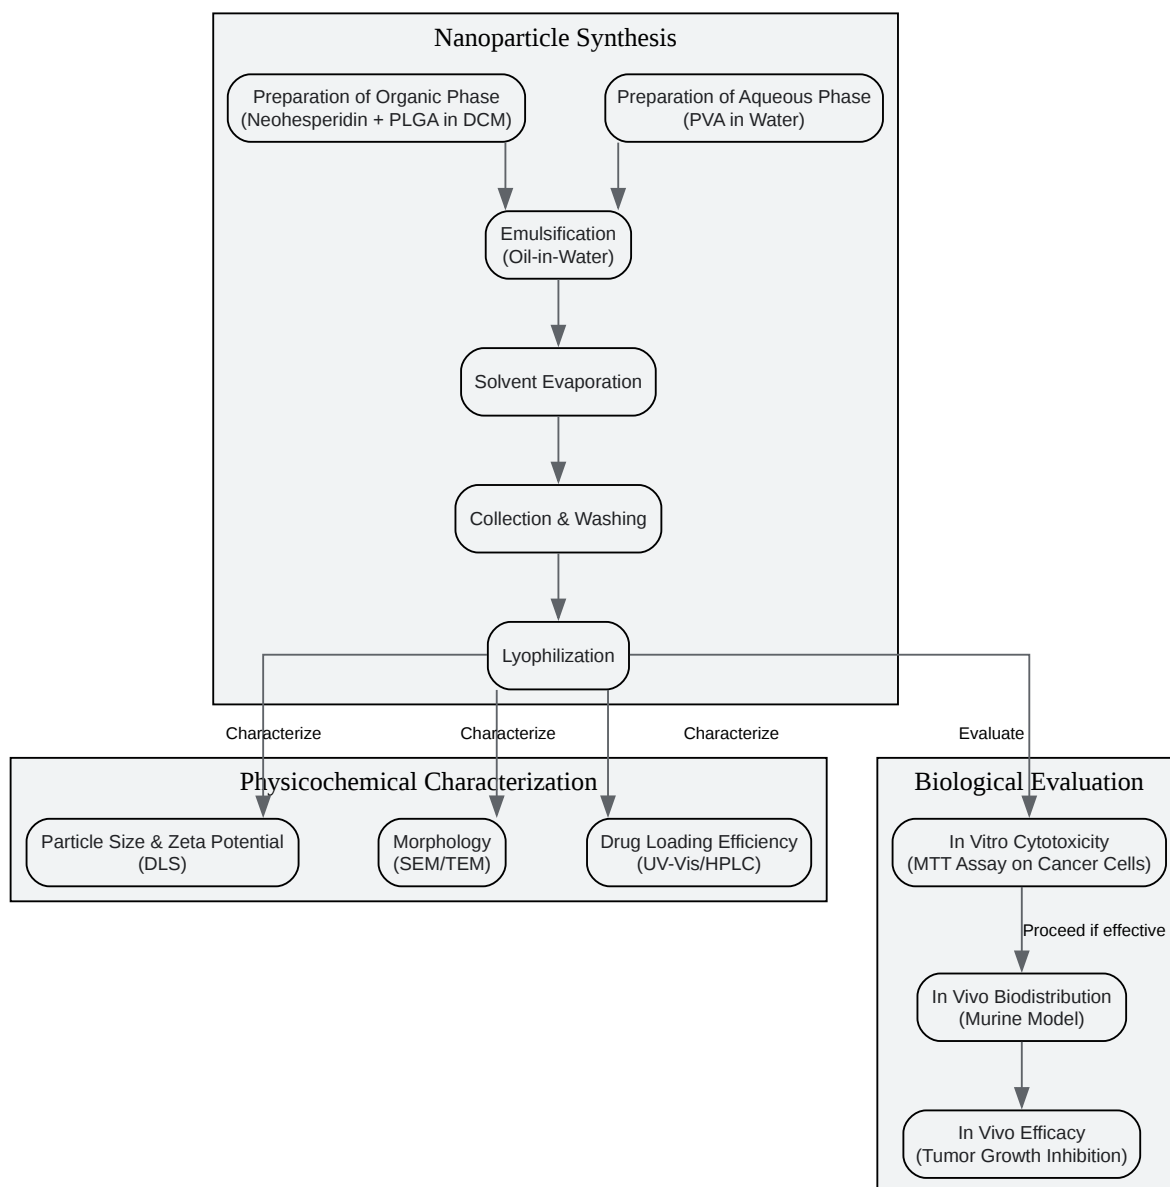 Nanoparticle Synthesis
Preparation of Organic Phase
(Neohesperidin + PLGA in DCM)
Preparation of Aqueous Phase
(PVA in Water)
Emulsification
(Oil-in-Water)
Solvent Evaporation
Collection & Washing
Lyophilization
Characterize
Characterize
Characterize
Evaluate
Physicochemical Characterization
Particle Size & Zeta Potential
(DLS)
Morphology
(SEM/TEM)
Drug Loading Efficiency
(UV-Vis/HPLC)
Biological Evaluation
In Vitro Cytotoxicity
(MTT Assay on Cancer Cells)
Proceed if effective
In Vivo Biodistribution
(Murine Model)
In Vivo Efficacy
(Tumor Growth Inhibition)